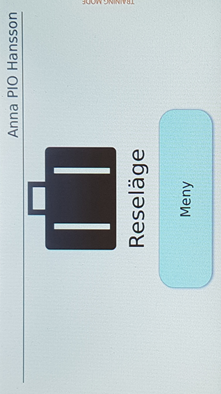 TRAINING MODE
Anna PIO Hansson
Reseläge
Meny